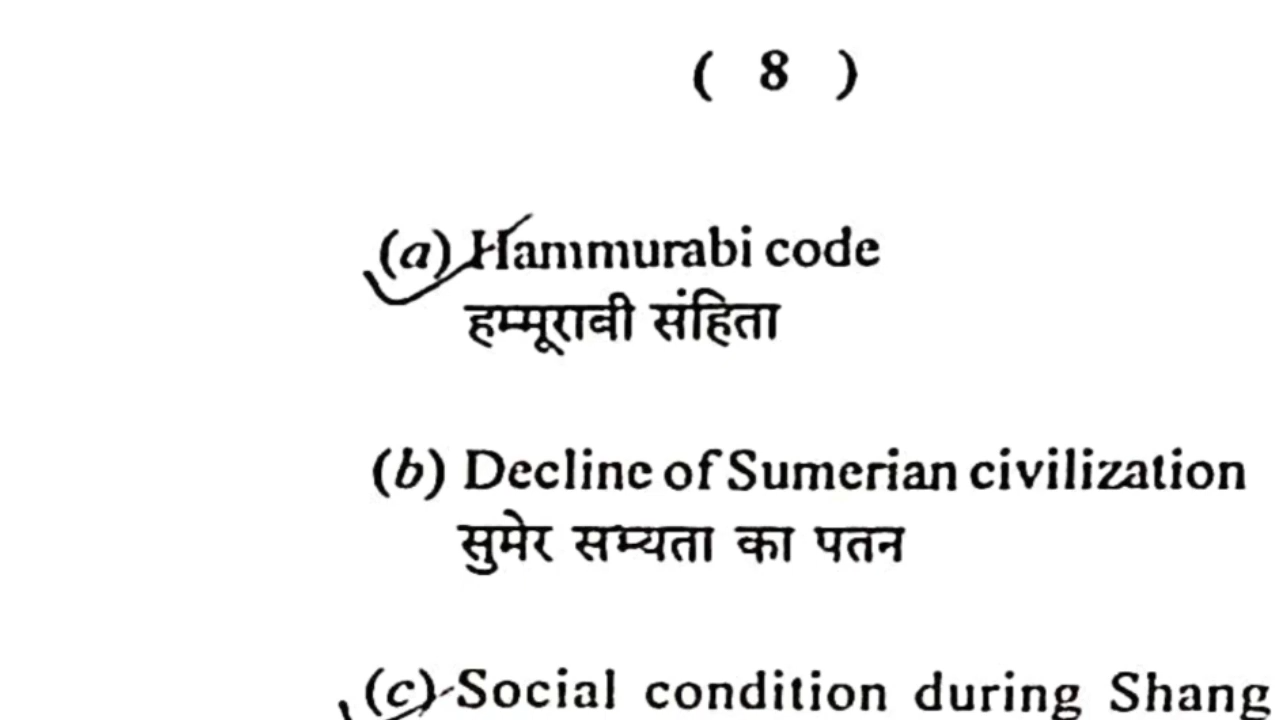 ( 8 )
(a) Hammurabi code
हम्मूरावी संहिता
(b) Decline of Sumerian civilization
सुमेर सभ्यता का पतन
(c) Social condition during Shang